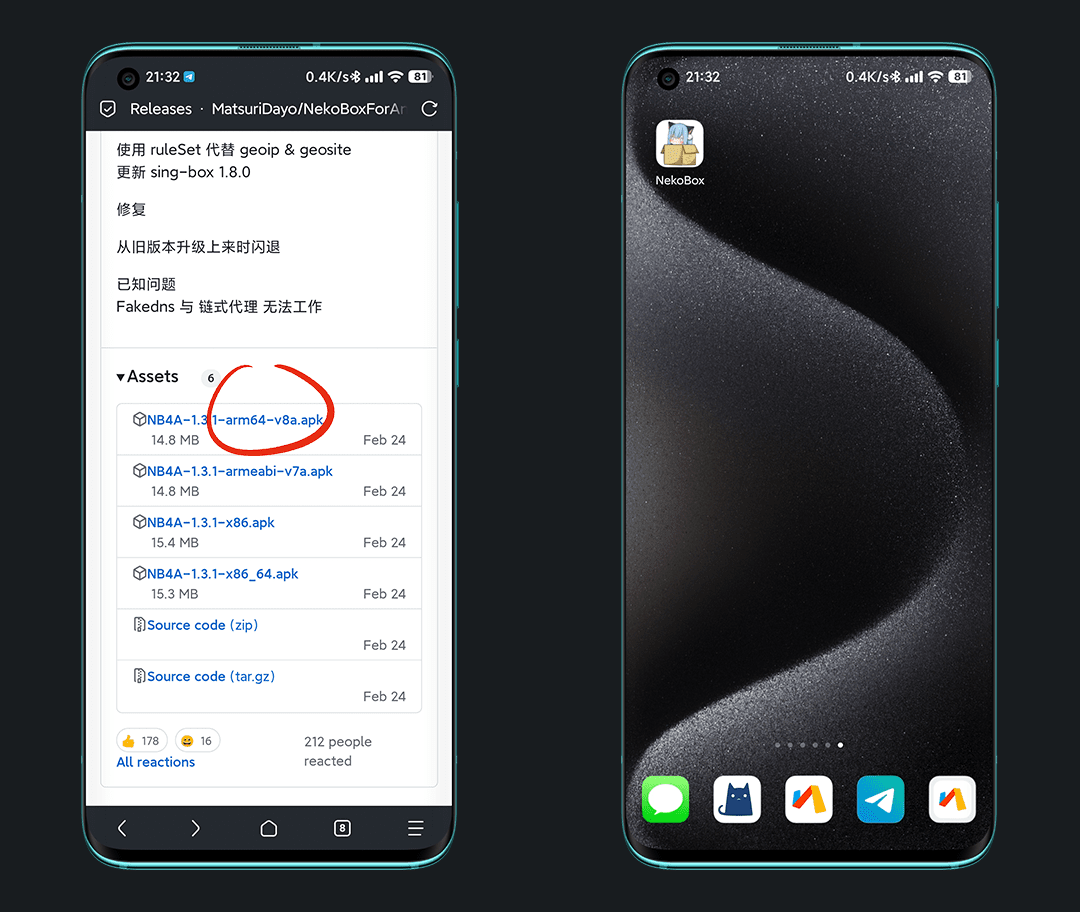 21:32
0.4K/s
81
Releases · MatsuriDayo/NekoBoxForAr
使用 ruleSet 代替 geoip & geosite
更新 sing-box 1.8.0
修复
从旧版本升级上来时闪退
已知问题
Fakedns 与 链式代理 无法工作
Assets 6
NB4A-1.3.1-arm64-v8a.apk
14.8 MB
Feb 24
NB4A-1.3.1-armeabi-v7a.apk
14.8 MB
Feb 24
NB4A-1.3.1-x86.apk
15.4 MB
Feb 24
NB4A-1.3.1-x86_64.apk
15.3 MB
Feb 24
Source code (zip)
Feb 24
Source code (tar.gz)
Feb 24
178
16
212 people
reacted
All reactions
8
21:32
0.4K/s
81
NekoBox